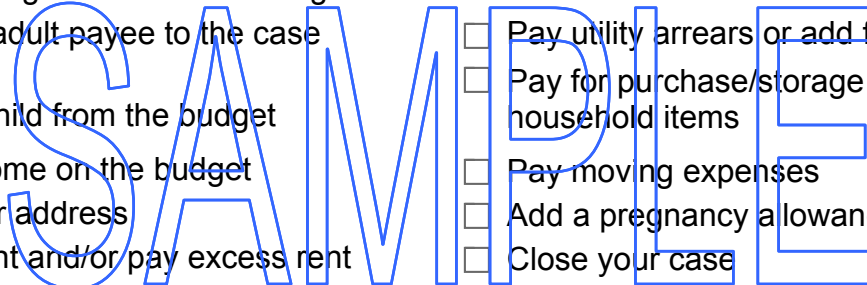 adult payee to the case
child from the budget
ome on the budget
r address
nt and/or pay excess rent
Pay utility arrears or add
Pay for purchase/storage
household items
Pay moving expenses
Add a pregnancy allowan
Close your case
SAMPLE